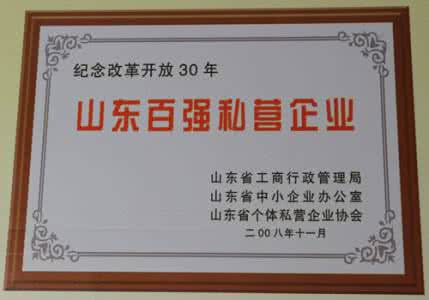 纪念改革开放30年
山东百强私营企业
山东省工商行政管理局
山东省中小企业办公室
山东省个体私营企业协会
二00八年十一月